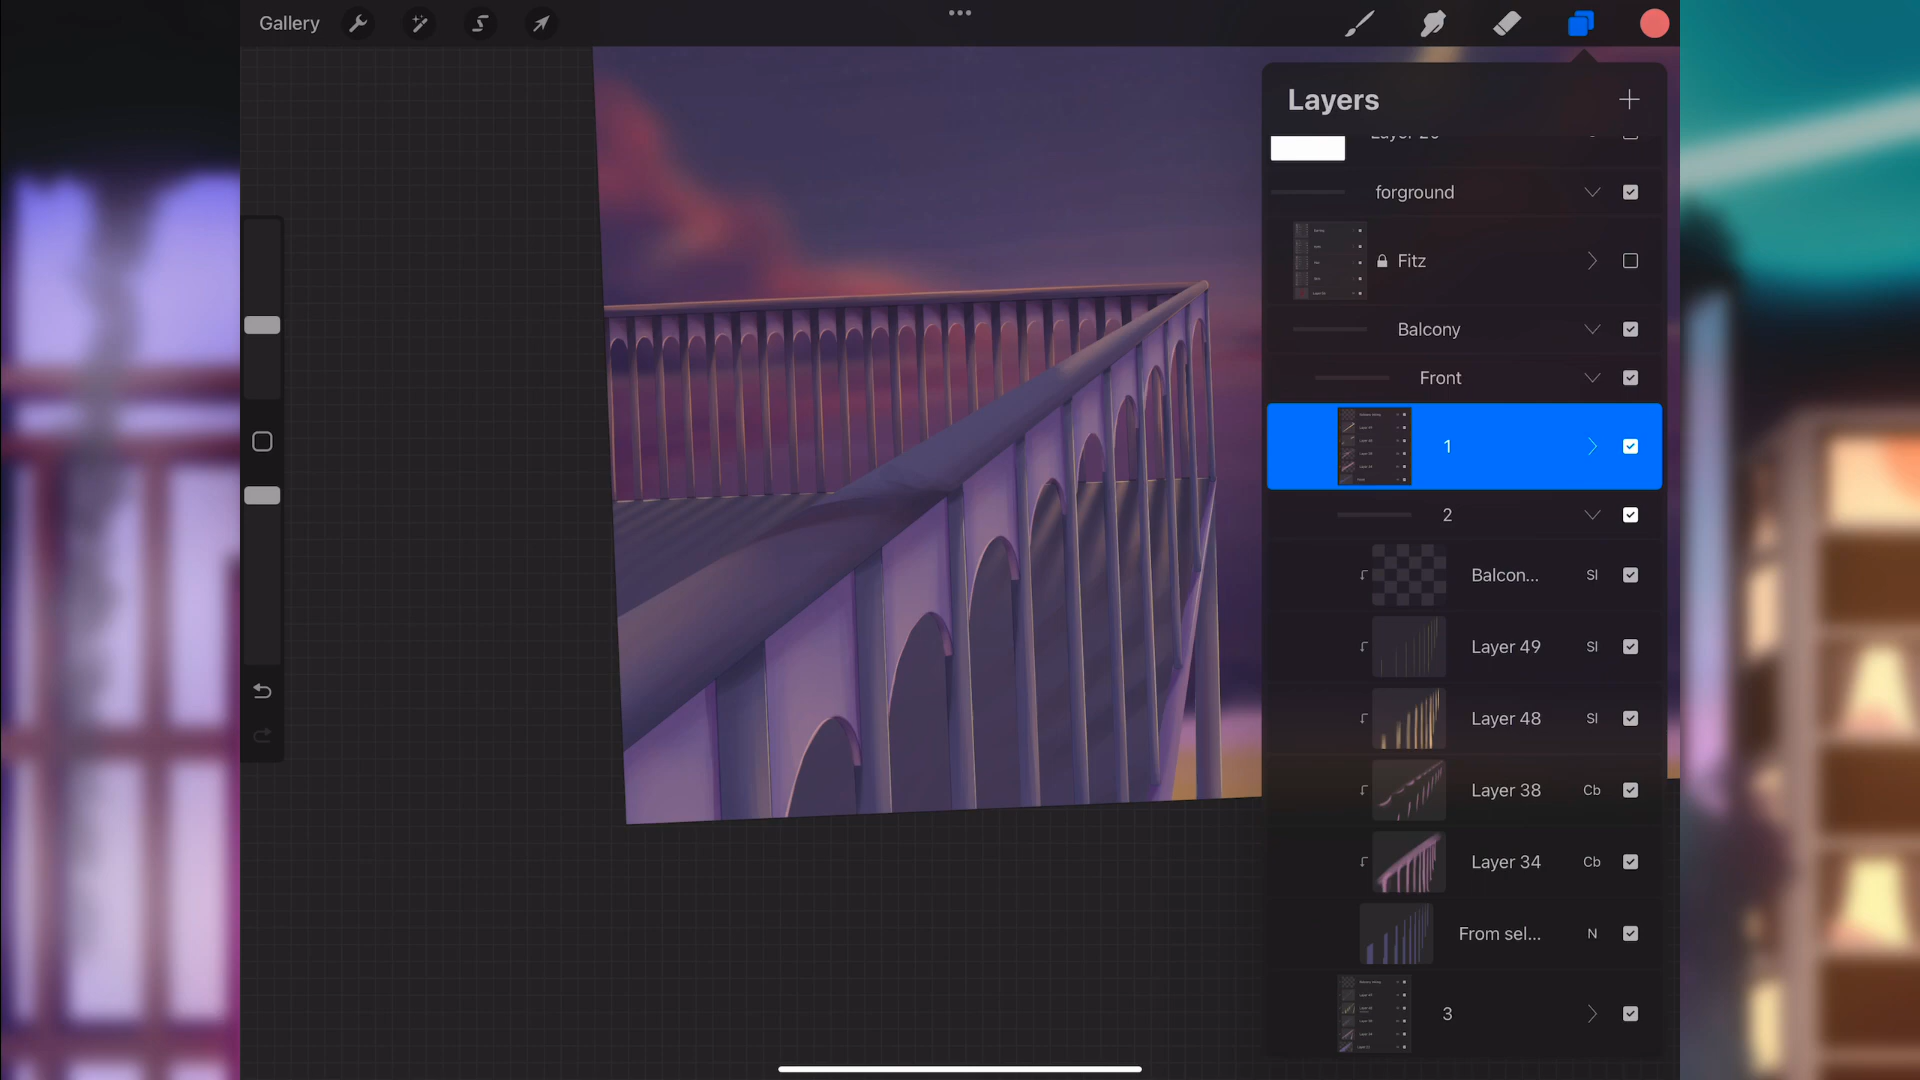 Gallery
Layers
forground
Fitz
Balcony
Front
1
2
Balcon... Sl
Layer 49 Sl
Layer 48 Sl
Layer 38 Cb
Layer 34 Cb
From sel... N
3